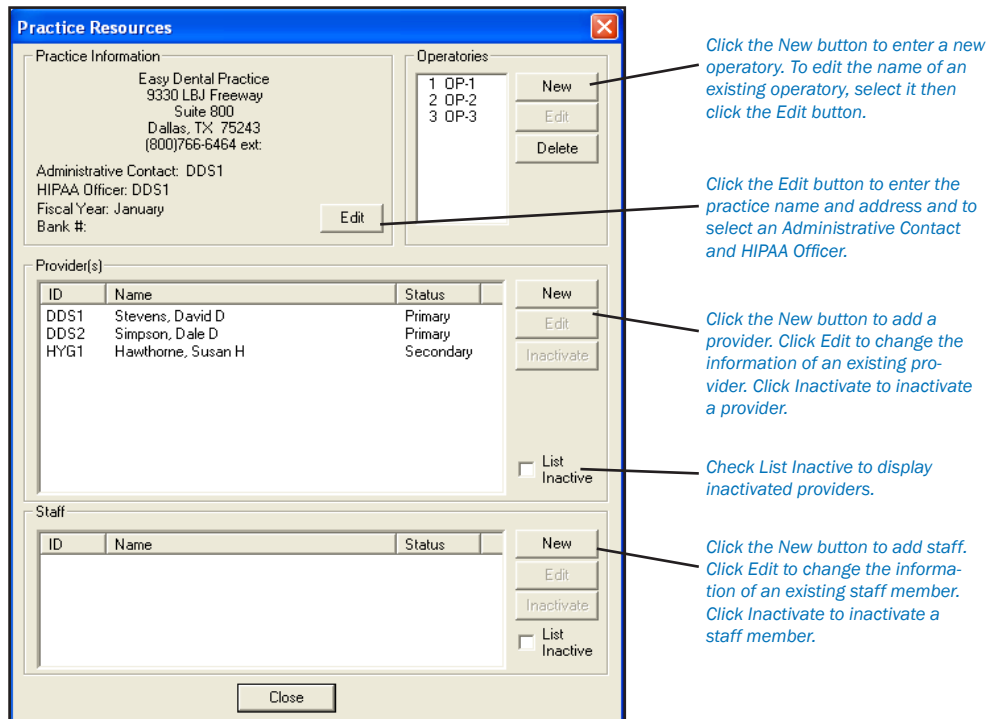 Practice Resources
Practice Information
Easy Dental Practice
9330 LBJ Freeway
Suite 800
Dallas, TX 75243
(800)766-6464 ext:
Administrative Contact: DDS1
HIPAA Officer: DDS1
Fiscal Year: January
Bank #:
Edit
Operatories
1 OP-1
2 OP-2
3 OP-3
New
Edit
Delete
Provider(s)
ID Name Status
DDS1 Stevens, David D Primary
DDS2 Simpson, Dale D Primary
HYG1 Hawthorne, Susan H Secondary
New
Edit
Inactivate
List
Inactive
Staff
ID Name Status
New
Edit
Inactivate
List
Inactive
Close
Click the New button to enter a new
operatory. To edit the name of an
existing operatory, select it then
click the Edit button.
Click the Edit button to enter the
practice name and address and to
select an Administrative Contact
and HIPAA Officer.
Click the New button to add a
provider. Click Edit to change the
information of an existing pro-
vider. Click Inactivate to inactivate
a provider.
Check List Inactive to display
inactivated providers.
Click the New button to add staff.
Click Edit to change the informa-
tion of an existing staff member.
Click Inactivate to inactivate a
staff member.